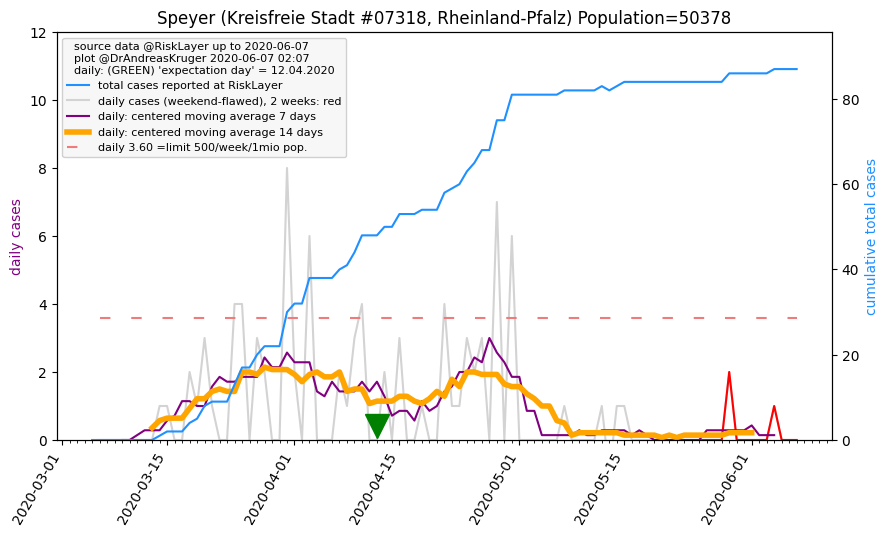 Speyer (Kreisfreie Stadt #07318, Rheinland-Pfalz) Population=50378
source data @RiskLayer up to 2020-06-07
plot @DrAndreasKruger 2020-06-07 02:07
daily: (GREEN) 'expectation day' = 12.04.2020
total cases reported at RiskLayer
daily cases (weekend-flawed), 2 weeks: red
daily: centered moving average 7 days
daily: centered moving average 14 days
daily 3.60 =limit 500/week/1mio pop.
daily cases
12
10
8
6
4
2
0
cumulative total cases
80
60
40
20
0
2020-03-01
2020-03-15
2020-04-01
2020-04-15
2020-05-01
2020-05-15
2020-06-01